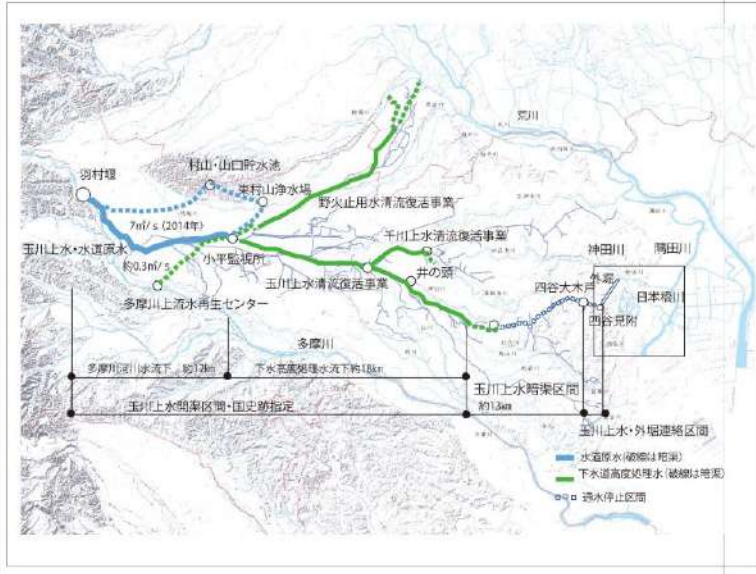 荒川
羽村堰
村山・山口貯水池
東村山浄水場
野火止用水清流復活事業
7㎥/s (2014年)
千川上水清流復活事業
神田川
隅田川
玉川上水・水道原水
小平監視所
井の頭
外濠
約0.3㎥/s
玉川上水清流復活事業
四谷大木戸
日本橋川
多摩川上流水再生センター
四谷見附
多摩川
多摩川河川水流下 約12km
下水高度処理水流下約18km
玉川上水暗渠区間
約13km
玉川上水開渠区間・国史跡指定
玉川上水・外堀連絡区間
水道原水(破線は暗渠)
下水道高度処理水(破線は暗渠)
通水停止区間